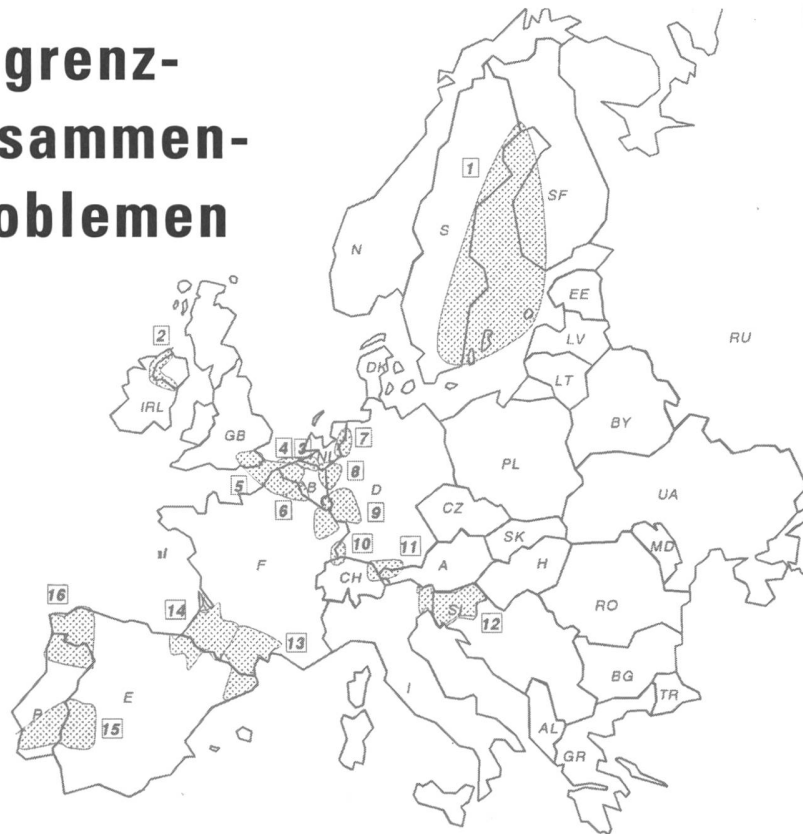 grenz-
sammen-
oblemen
1
SF
S
N
EE
RU
LV
2
DK
LT
IRL
BY
GB
7
4 3
NL
PL
8
5
B
D
UA
6
9
CZ
10
11
SK
MD
F
A
H
CH
16
RO
14
SL
12
13
BG
E
I
TR
P
15
AL
GR